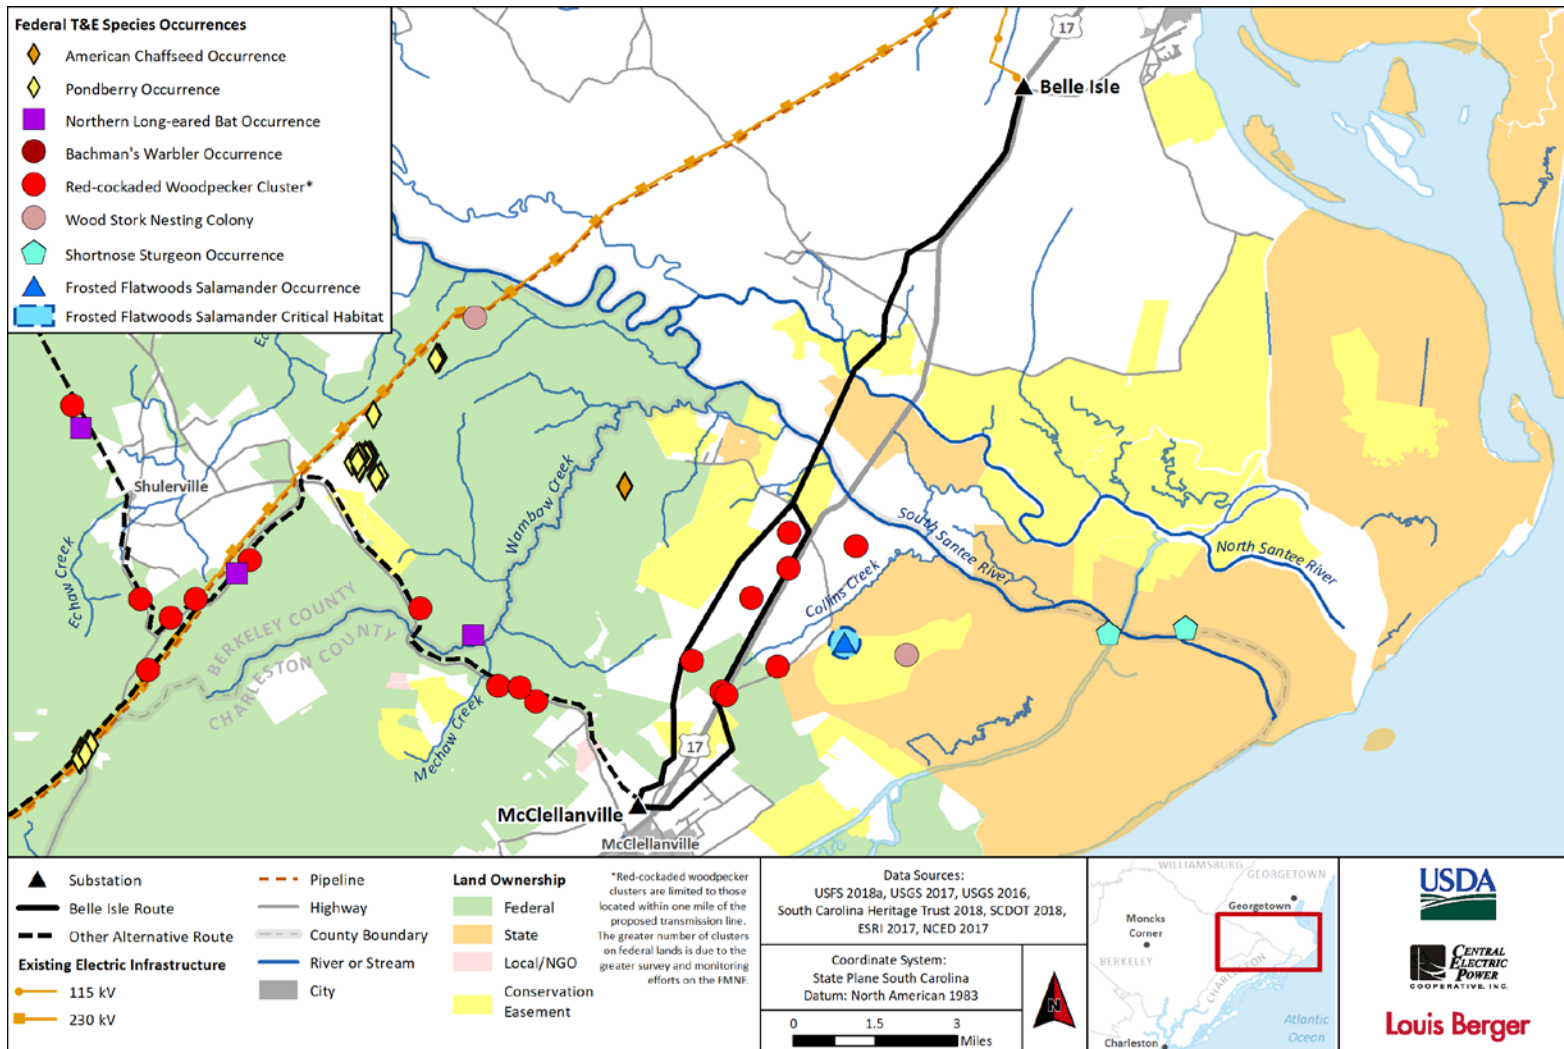 Federal T&E Species Occurrences
American Chaffseed Occurrence
Pondberry Occurrence
Northern Long-eared Bat Occurrence
Bachman's Warbler Occurrence
Red-cockaded Woodpecker Cluster*
Wood Stork Nesting Colony
Shortnose Sturgeon Occurrence
Frosted Flatwoods Salamander Occurrence
Frosted Flatwoods Salamander Critical Habitat
17
Belle Isle
Shulerville
Echaw Creek
Wambow Creek
BERKELEY COUNTY
CHARLESTON COUNTY
Mechaw Creek
Collins Creek
South Santee River
North Santee River
17
McClellanville
McClellanville
Substation
Belle Isle Route
Other Alternative Route
Existing Electric Infrastructure
115 kV
230 kV
Pipeline
Highway
County Boundary
River or Stream
City
Land Ownership
Federal
State
Local/NGO
Conservation
Easement
*Red-cockaded woodpecker
clusters are limited to those
located within one mile of the
proposed transmission line.
The greater number of clusters
on federal lands is due to the
greater survey and monitoring
efforts on the FMNF.
Data Sources:
USFS 2018a, USGS 2017, USGS 2016,
South Carolina Heritage Trust 2018, SCDOT 2018,
ESRI 2017, NCED 2017
Coordinate System:
State Plane South Carolina
Datum: North American 1983
0 1.5 3
Miles
N
WILLIAMSBURG
GEORGETOWN
Georgetown
Moncks
Corner
BERKELEY
CHARLESTON
Atlantic
Ocean
Charleston
USDA
CENTRAL
ELECTRIC
POWER
COOPERATIVE, INC.
Louis Berger